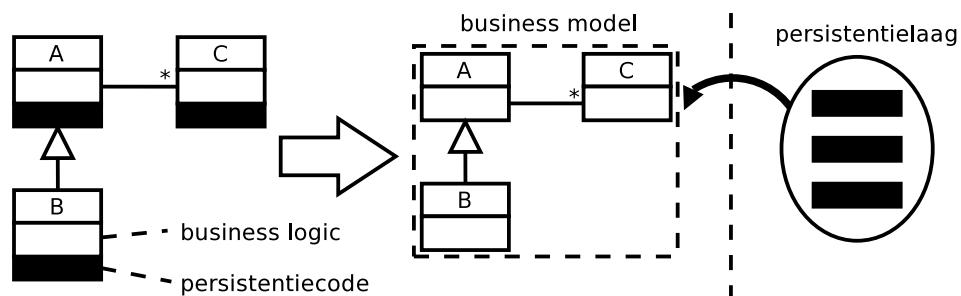 A
*
C
B
business logic
persistentiecode
business model
A
*
C
B
persistentielaag